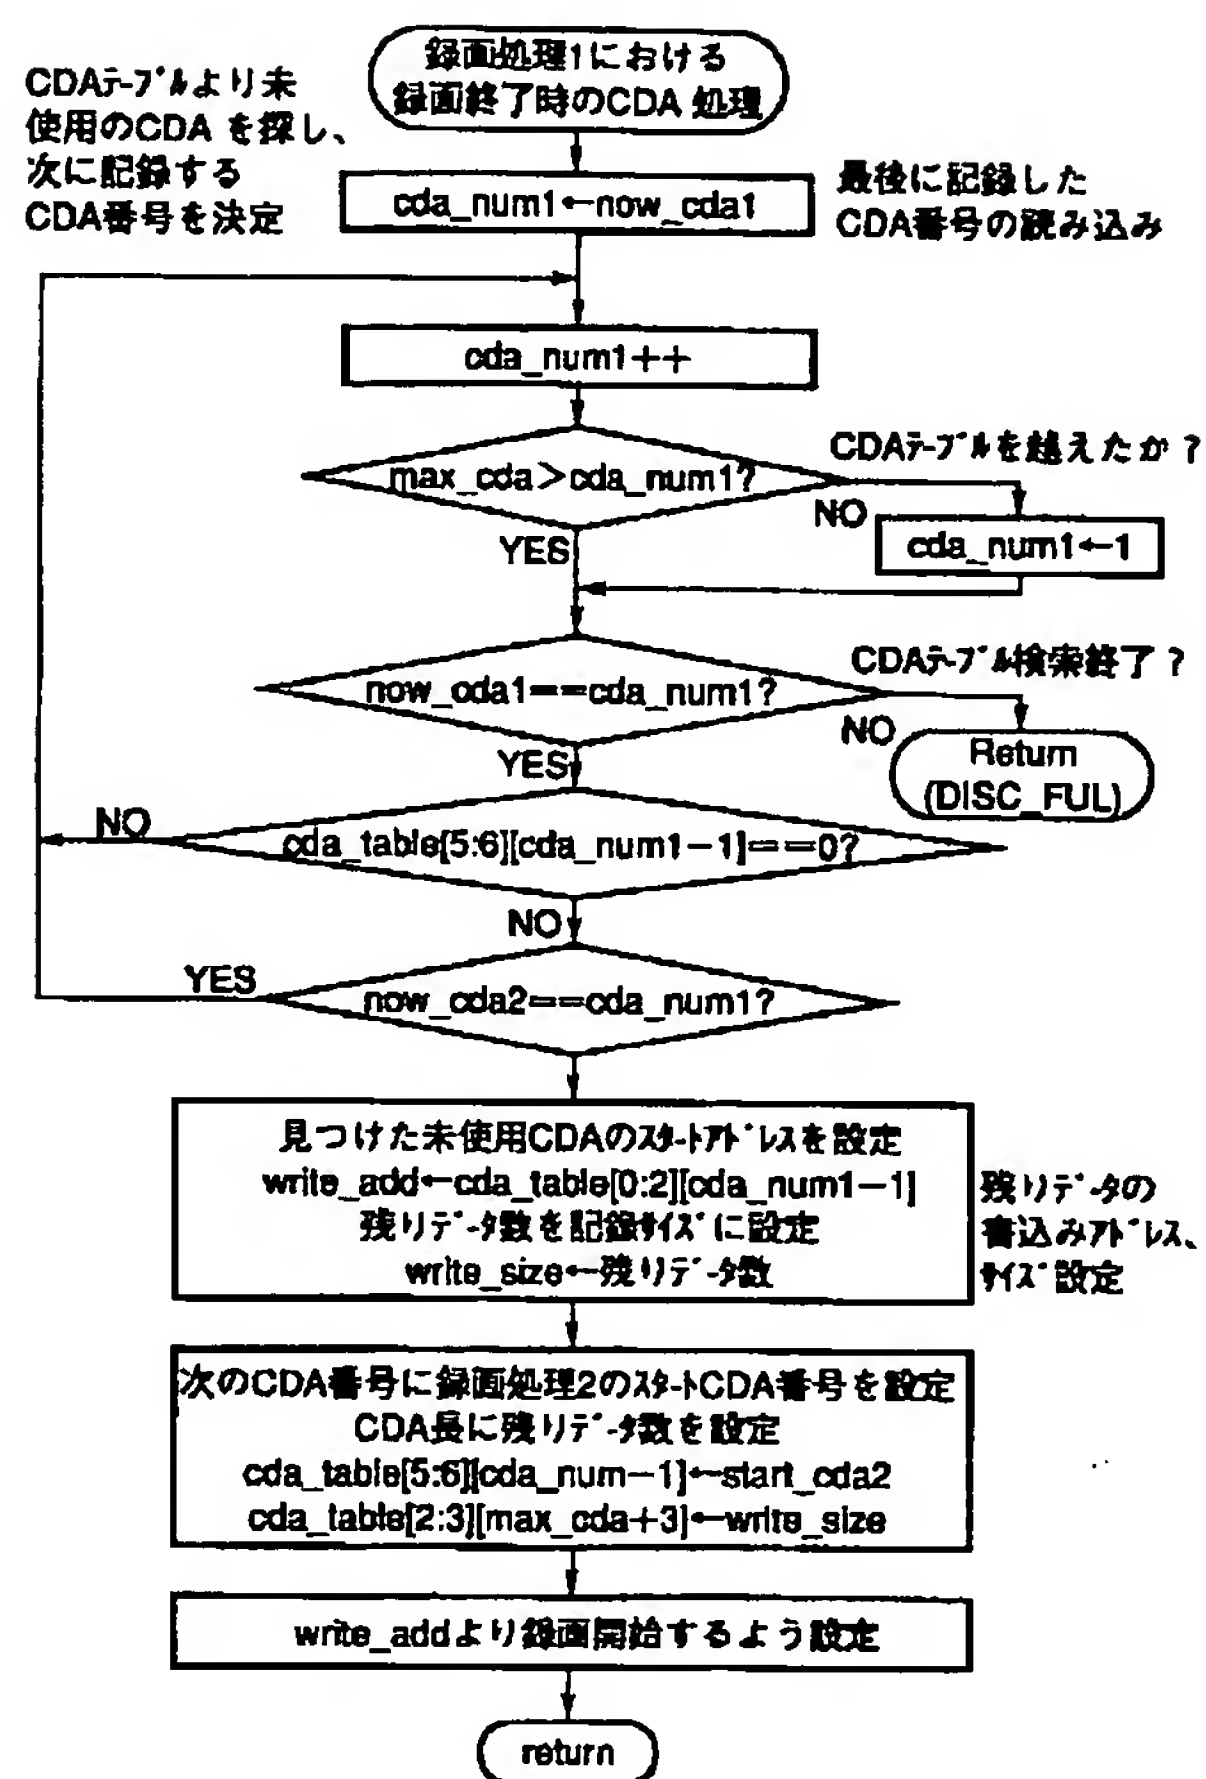 録画処理1における
録画終了時のCDA 処理
CDAテーブルより未
使用のCDA を探し、
次に記録する
CDA番号を決定
cda_num1←now_cda1
最後に記録した
CDA番号の読み込み
cda_num1++
max_cda>cda_num1?
CDAテーブルを越えたか?
NO
YES
cda_num1←1
now_cda1==cda_num1?
CDAテーブル検索終了?
NO
YES
Return
(DISC_FUL)
NO
cda_table[5:6][cda_num1-1]==0?
NO
YES
now_cda2==cda_num1?
見つけた未使用CDAのスタートアドレスを設定
write_add←cda_table[0:2][cda_num1-1]
残りデータ数を記録サイズに設定
write_size←残りデータ数
残りデータの
書込みアドレス、
サイズ設定
次のCDA番号に録画処理2のスタートCDA番号を設定
CDA長に残りデータ数を設定
cda_table[5:6][cda_num-1]←start_cda2
cda_table[2:3][max_cda+3]←write_size
write_addより録画開始するよう設定
return